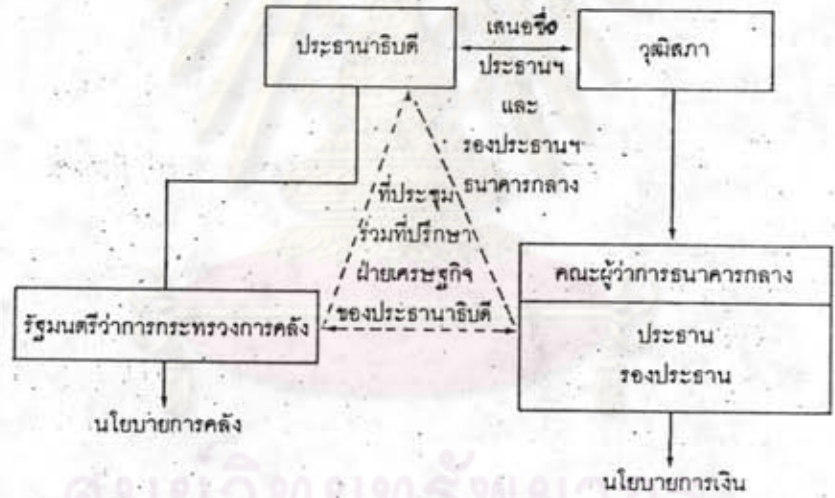 ประธานาธิบดี
เสนอชื่อ
ประธานฯ
และ
รองประธานฯ
ธนาคารกลาง
วุฒิสภา
ที่ประชุม
ร่วมที่ปรึกษา
ฝ่ายเศรษฐกิจ
ของประธานาธิบดี
คณะผู้ว่าการธนาคารกลาง
รัฐมนตรีว่าการกระทรวงการคลัง
ประธาน
รองประธาน
นโยบายการคลัง
นโยบายการเงิน